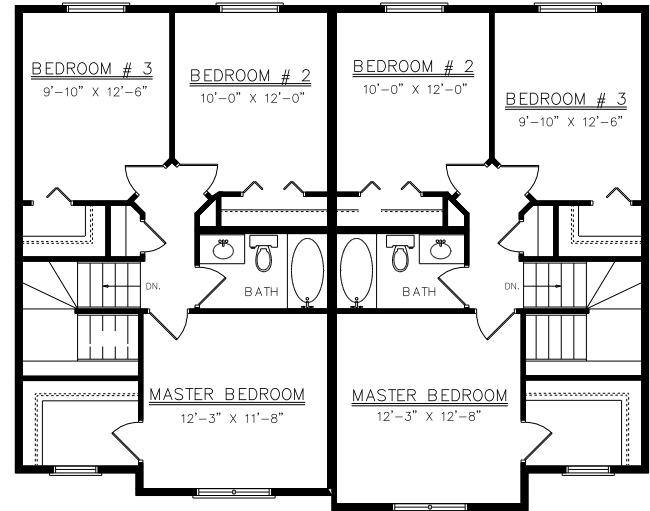 BEDROOM # 3
9'-10" X 12'-6"
BEDROOM # 2
10'-0" X 12'-0"
BEDROOM # 2
10'-0" X 12'-0"
BEDROOM # 3
9'-10" X 12'-6"
DN.
BATH
BATH
DN.
MASTER BEDROOM
12'-3" X 11'-8"
MASTER BEDROOM
12'-3" X 12'-8"